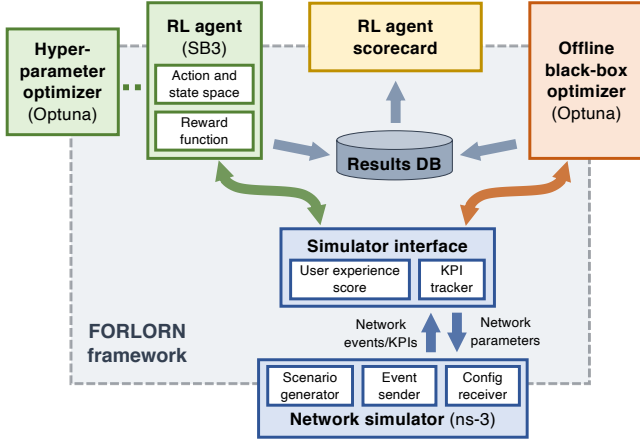 Hyper-
parameter
optimizer
(Optuna)
RL agent
(SB3)
Action and
state space
Reward
function
RL agent
scorecard
Offline
black-box
optimizer
(Optuna)
Results DB
Simulator interface
User experience
score
KPI
tracker
FORLORN
framework
Network
events/KPIs
Network
parameters
Scenario
generator
Event
sender
Config
receiver
Network simulator (ns-3)